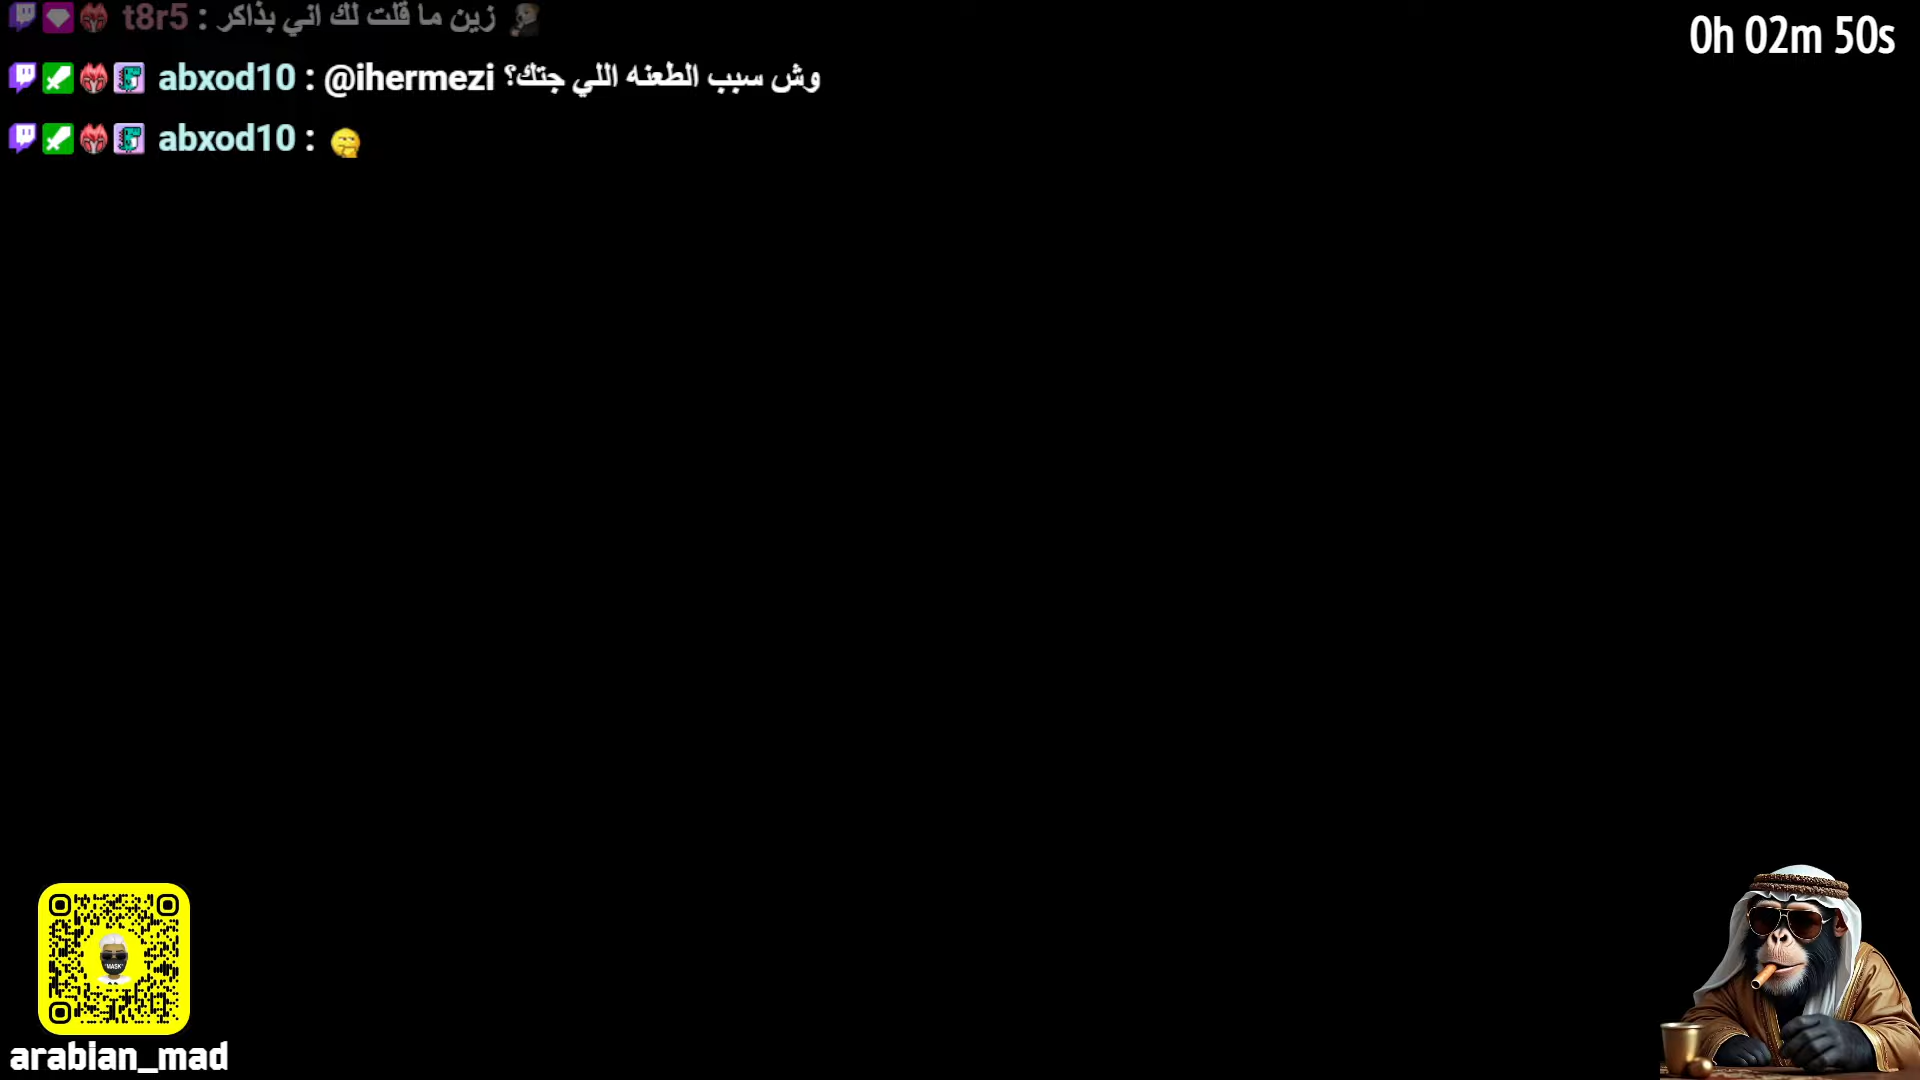 t8r5 : زين ما قلت لك اني بذاكر
0h 02m 50s
abxod10 : @ihermezi وش سبب الطعنه اللي جتك؟
abxod10 :
MASK
arabian_mad